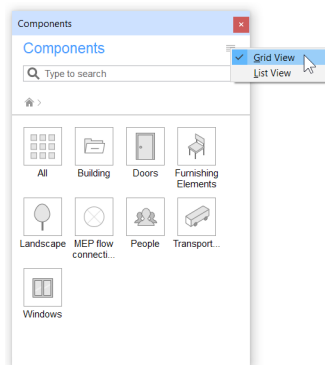 Components
Components
Grid View
Type to search
List View
All
Building
Doors
Furnishing
Elements
Landscape
MEP flow
connecti...
People
Transport...
Windows